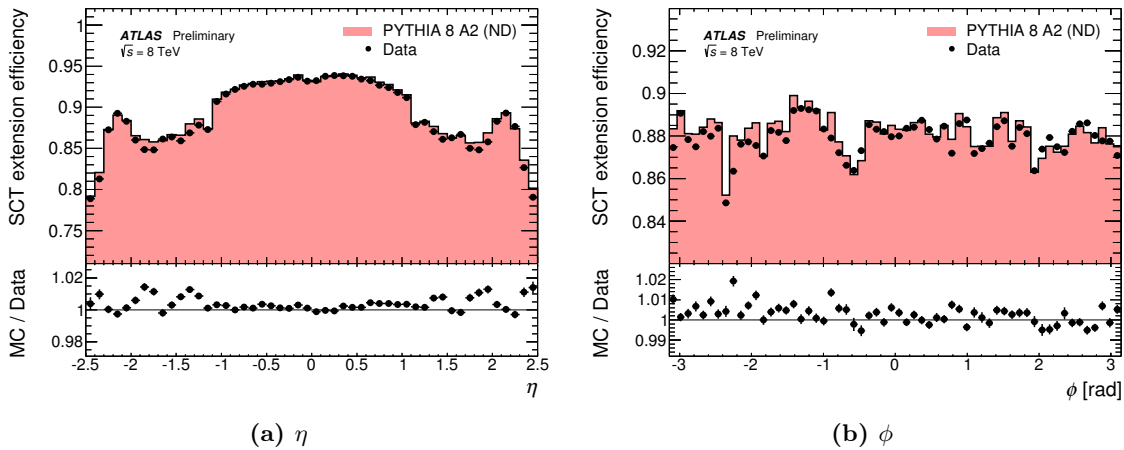 SCT extension efficiency
1
0.95
0.9
0.85
0.8
0.75
ATLAS Preliminary
√s = 8 TeV
PYTHIA 8 A2 (ND)
Data
MC / Data
1.02
1
0.98
-2.5 -2 -1.5 -1 -0.5 0 0.5 1 1.5 2 2.5
η
(a) η
SCT extension efficiency
0.92
0.9
0.88
0.86
0.84
ATLAS Preliminary
√s = 8 TeV
PYTHIA 8 A2 (ND)
Data
MC / Data
1.02
1.01
1
0.99
-3 -2 -1 0 1 2 3
ϕ [rad]
(b) ϕ